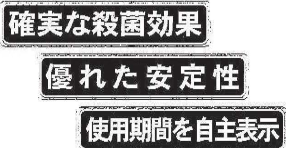 確実な殺菌効果
優れた安定性
使用期間を自主表示